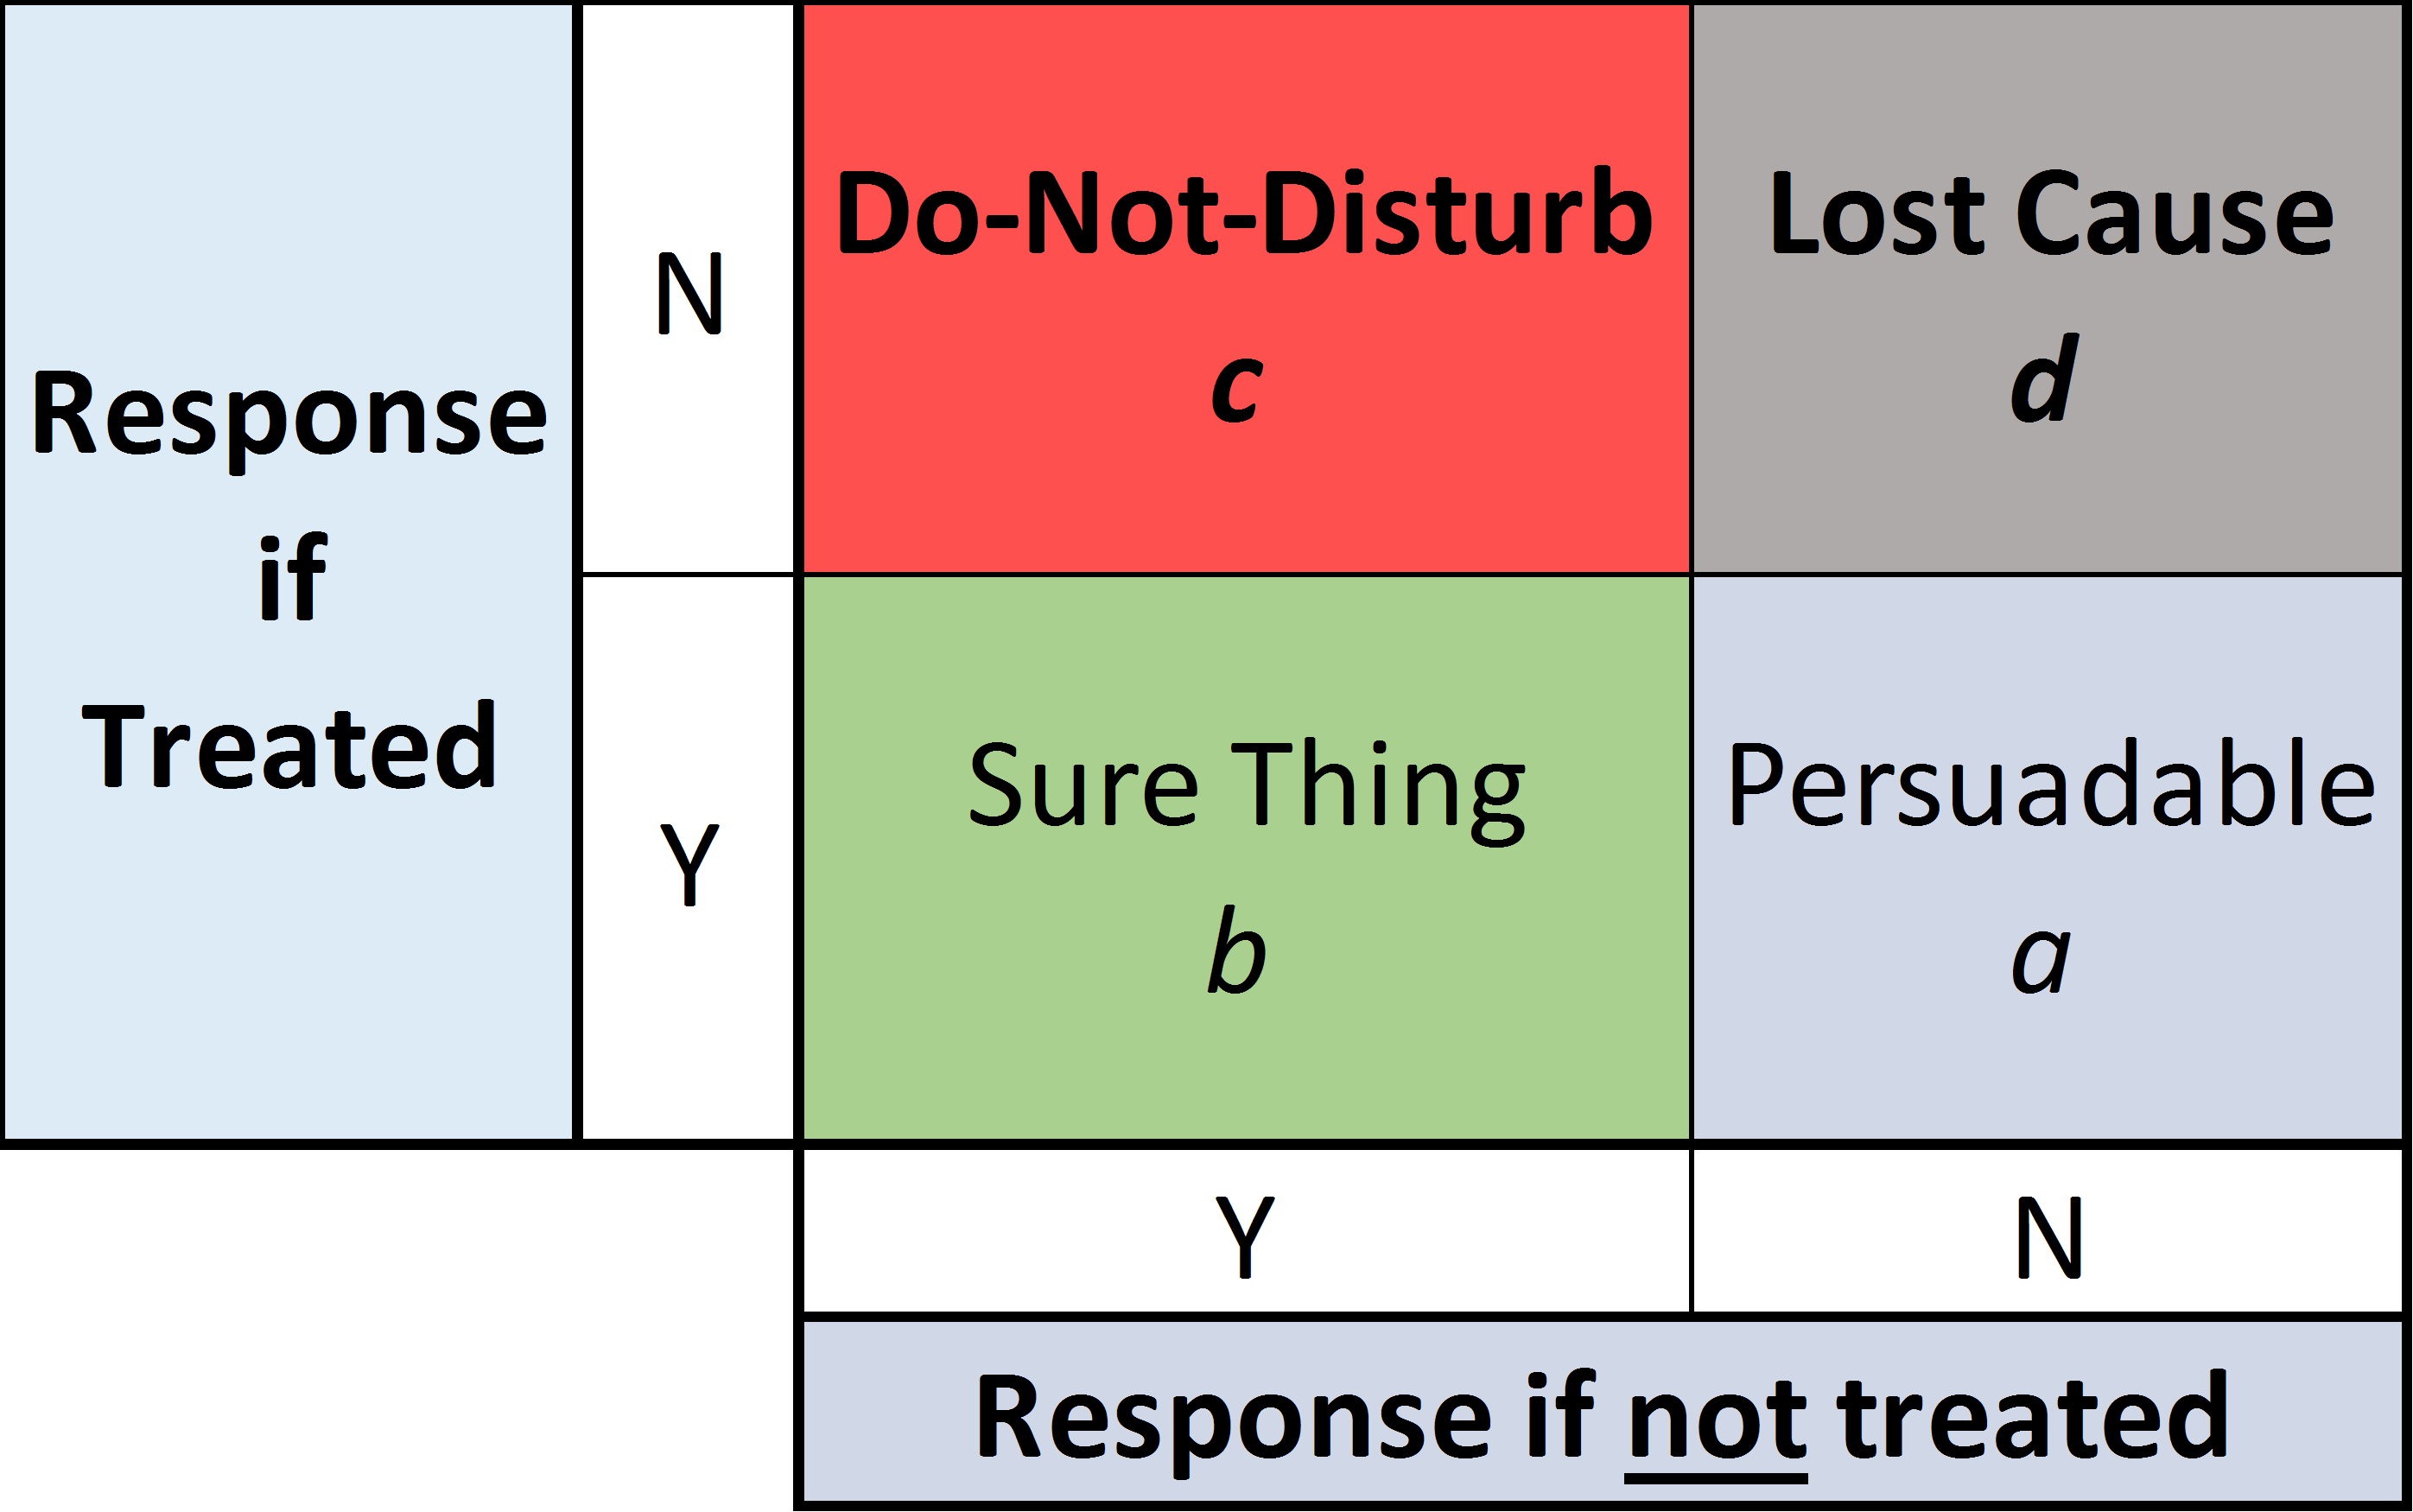 Response
if
Treated
N
Do-Not-Disturb
c
Lost Cause
d
Y
Sure Thing
b
Persuadable
a
Y
N
Response if not treated